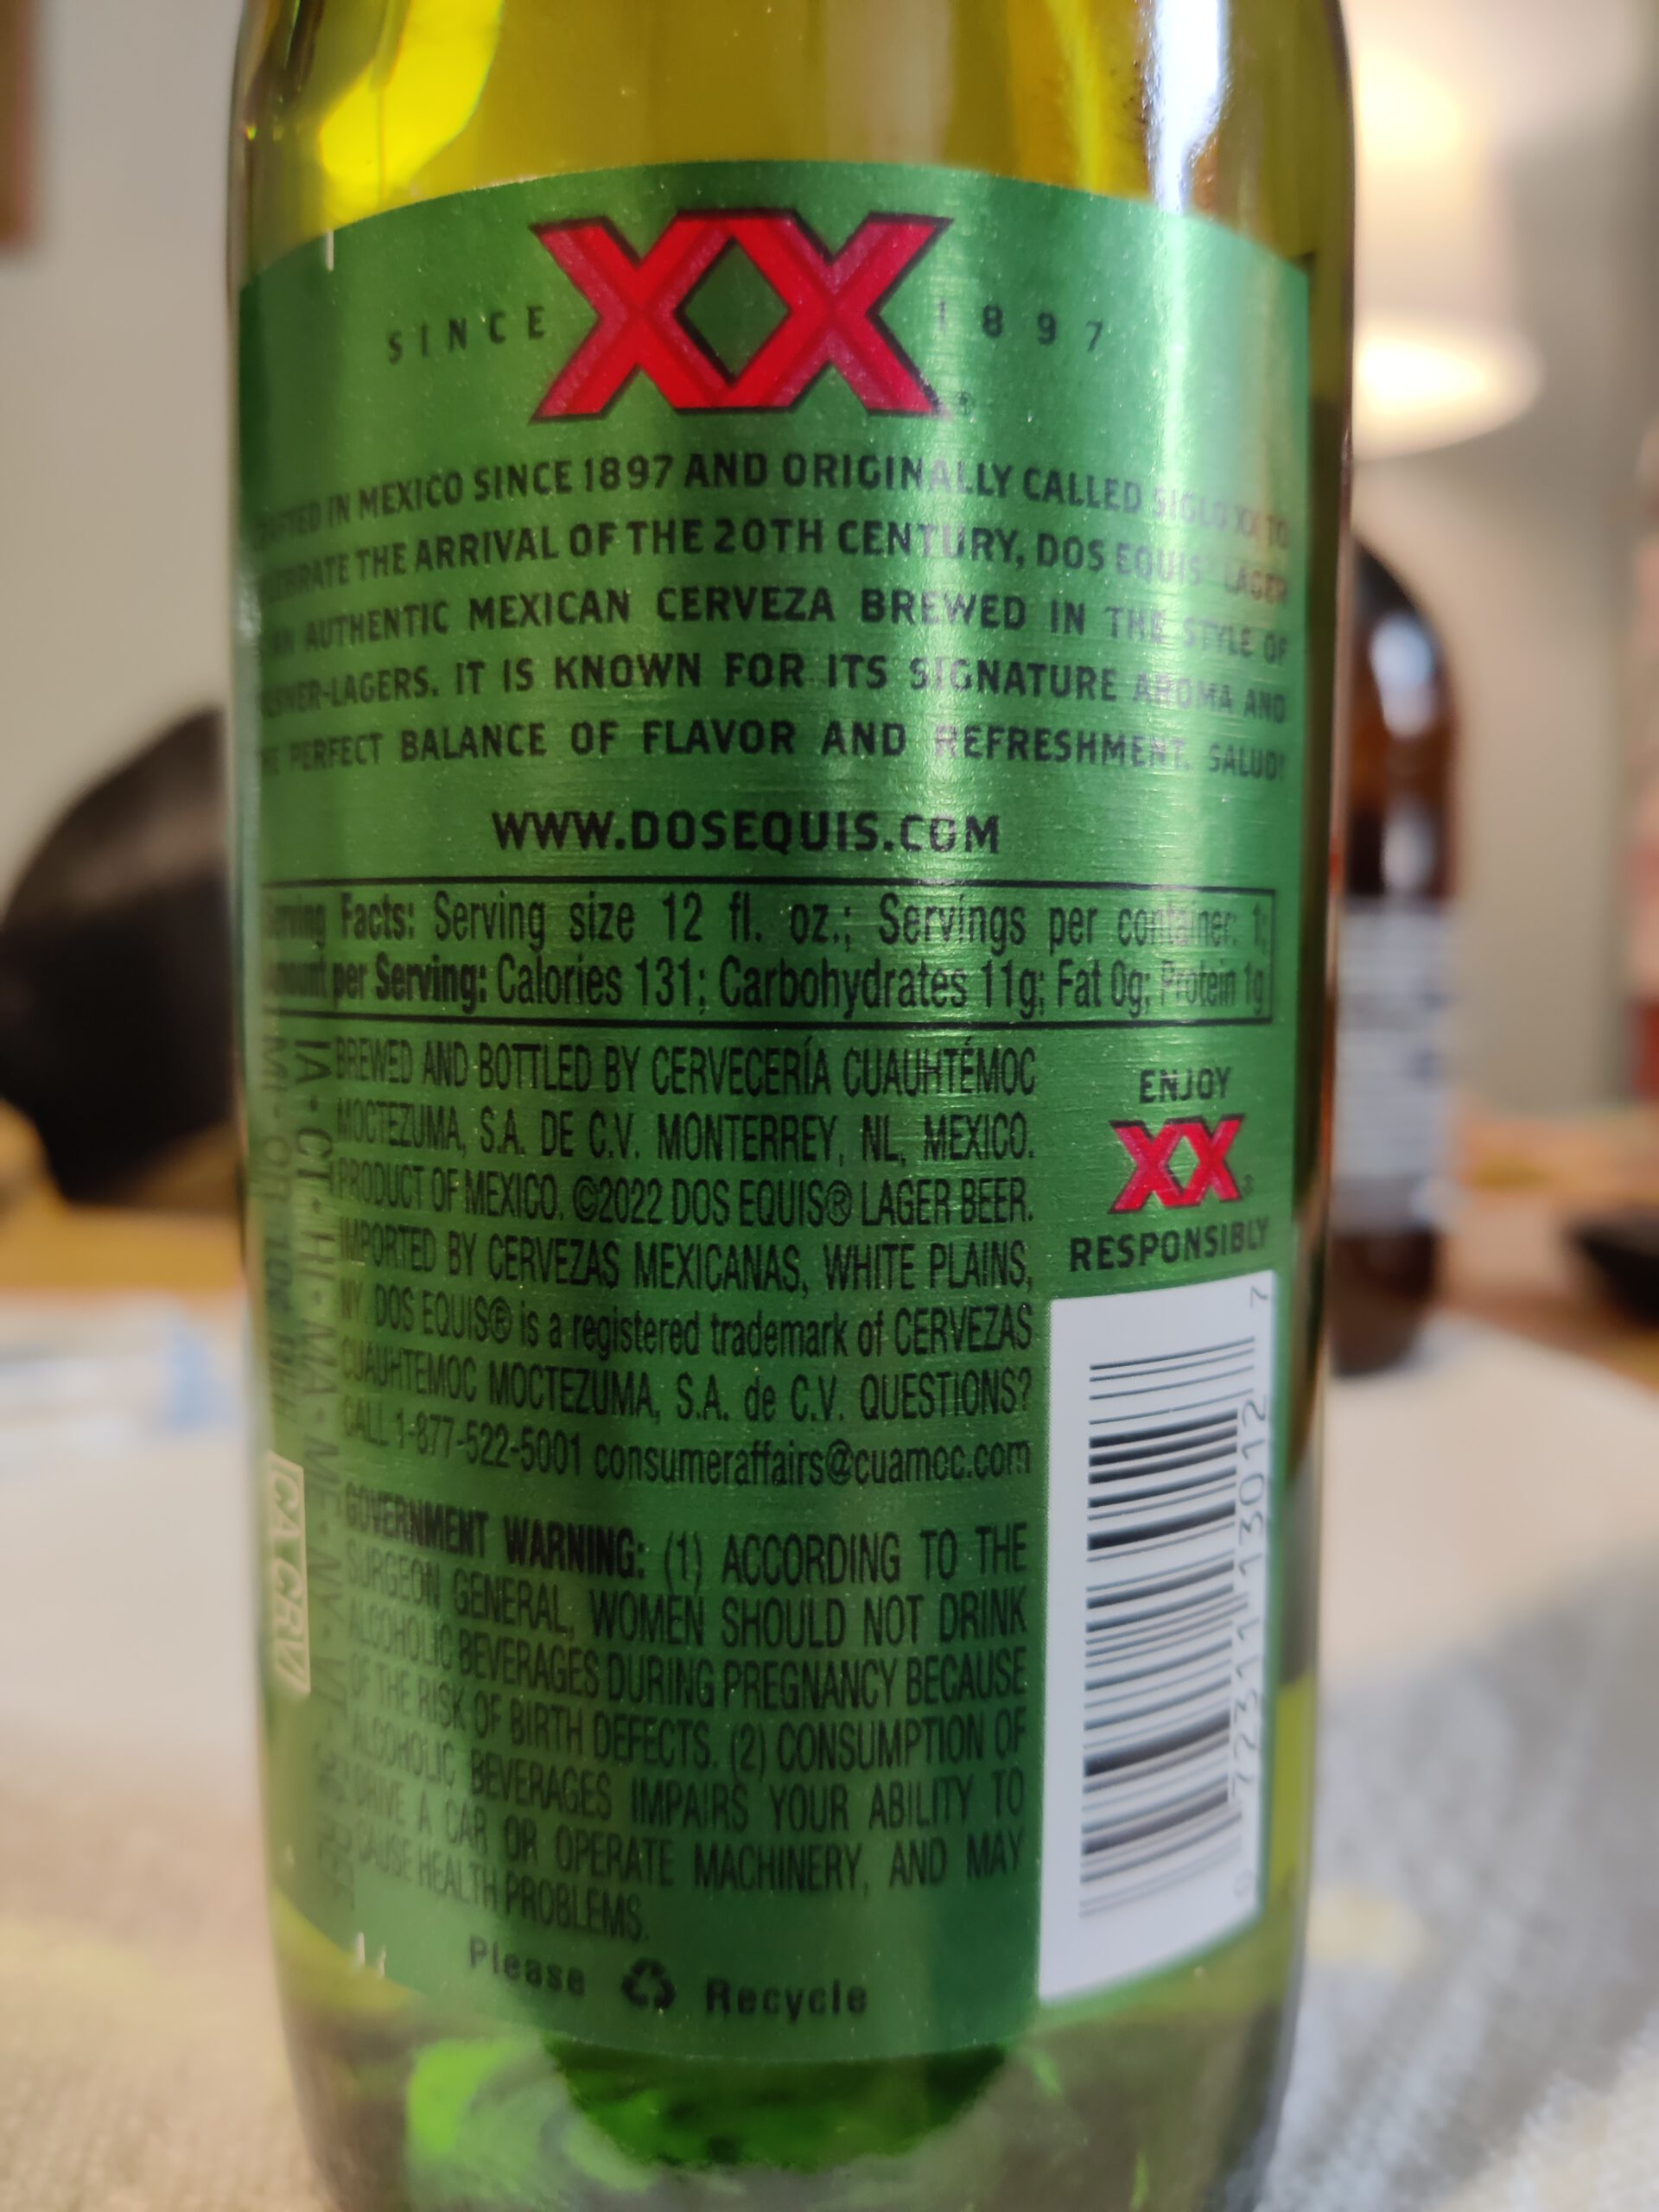 XX
SINCE 1897
®
IN MEXICO SINCE 1897 AND ORIGINALLY CALLED SIGLO XX TO
THE ARRIVAL OF THE 20TH CENTURY, DOS EQUIS LAGER
AN AUTHENTIC MEXICAN CERVEZA BREWED IN THE STYLE OF
LAGERS. IT IS KNOWN FOR ITS SIGNATURE AROMA AND
PERFECT BALANCE OF FLAVOR AND REFRESHMENT. SALUD!
WWW.DOSEQUIS.COM
Serving Facts: Serving size 12 fl. oz.; Servings per container: 1;
Amount per Serving: Calories 131; Carbohydrates 11g; Fat 0g; Protein 1g
BREWED AND BOTTLED BY CERVECERÍA CUAUHTÉMOC
MOCTEZUMA, S.A. DE C.V. MONTERREY, NL, MEXICO.
PRODUCT OF MEXICO. ©2022 DOS EQUIS® LAGER BEER.
IMPORTED BY CERVEZAS MEXICANAS, WHITE PLAINS,
NY. DOS EQUIS® is a registered trademark of CERVEZAS
CUAUHTEMOC MOCTEZUMA, S.A. de C.V. QUESTIONS?
CALL 1-877-522-5001 consumeraffairs@cuamoc.com
GOVERNMENT WARNING: (1) ACCORDING TO THE
SURGEON GENERAL, WOMEN SHOULD NOT DRINK
ALCOHOLIC BEVERAGES DURING PREGNANCY BECAUSE
OF THE RISK OF BIRTH DEFECTS. (2) CONSUMPTION OF
ALCOHOLIC BEVERAGES IMPAIRS YOUR ABILITY TO
DRIVE A CAR OR OPERATE MACHINERY, AND MAY
CAUSE HEALTH PROBLEMS.
Please Recycle
IA - CT - HI - MA - ME - NY - VT -
MI - 10¢
CA CRV
ENJOY
XX
RESPONSIBLY
0 72311 13012 7